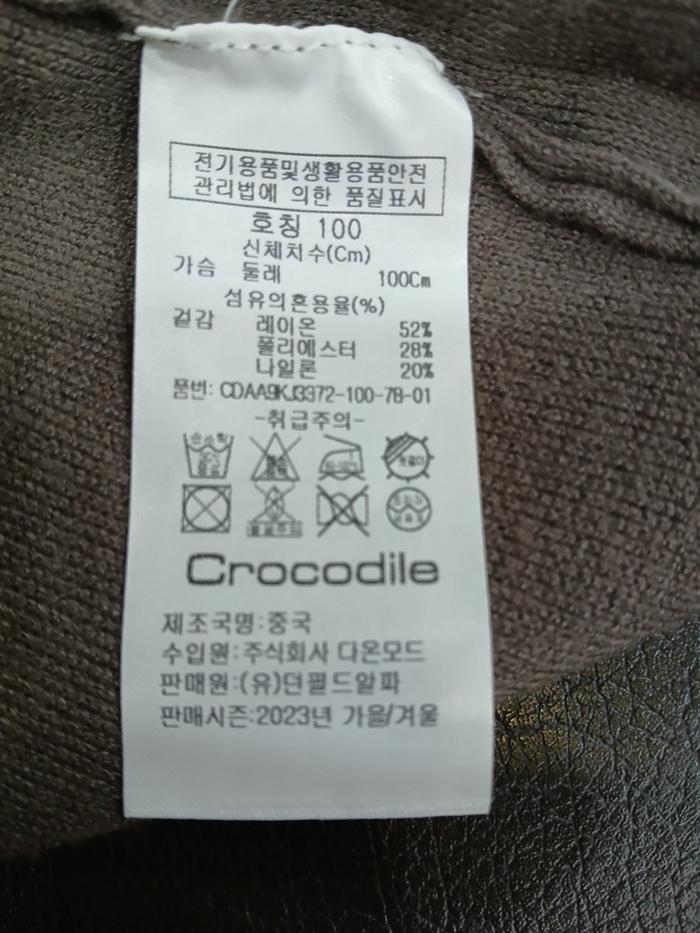 전기용품및생활용품안전
관리법에 의한 품질표시
호칭 100
신체치수(Cm)
가슴 둘레 100Cm
섬유의혼용율(%)
겉감 레이온 52%
폴리에스터 28%
나일론 20%
품번: CDAA9KJ3372-100-78-01
-취급주의-
Crocodile
제조국명:중국
수입원:주식회사 다온모드
판매원:(유)던필드알파
판매시즌:2023년 가을/겨울